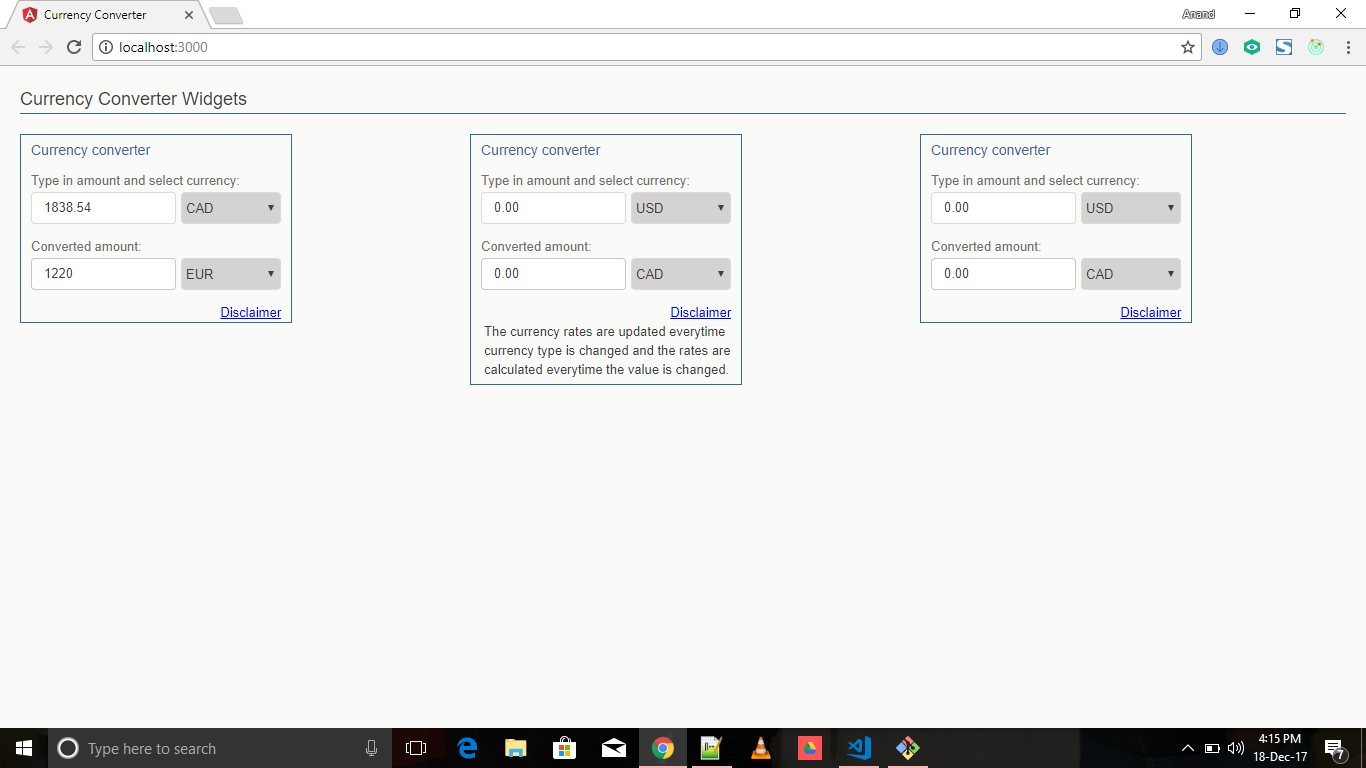 Currency Converter
Anand
localhost:3000
Currency Converter Widgets
Currency converter
Type in amount and select currency:
1838.54 CAD
Converted amount:
1220 EUR
Disclaimer
Currency converter
Type in amount and select currency:
0.00 USD
Converted amount:
0.00 CAD
Disclaimer
The currency rates are updated everytime
currency type is changed and the rates are
calculated everytime the value is changed.
Currency converter
Type in amount and select currency:
0.00 USD
Converted amount:
0.00 CAD
Disclaimer
Type here to search
4:15 PM
18-Dec-17
7